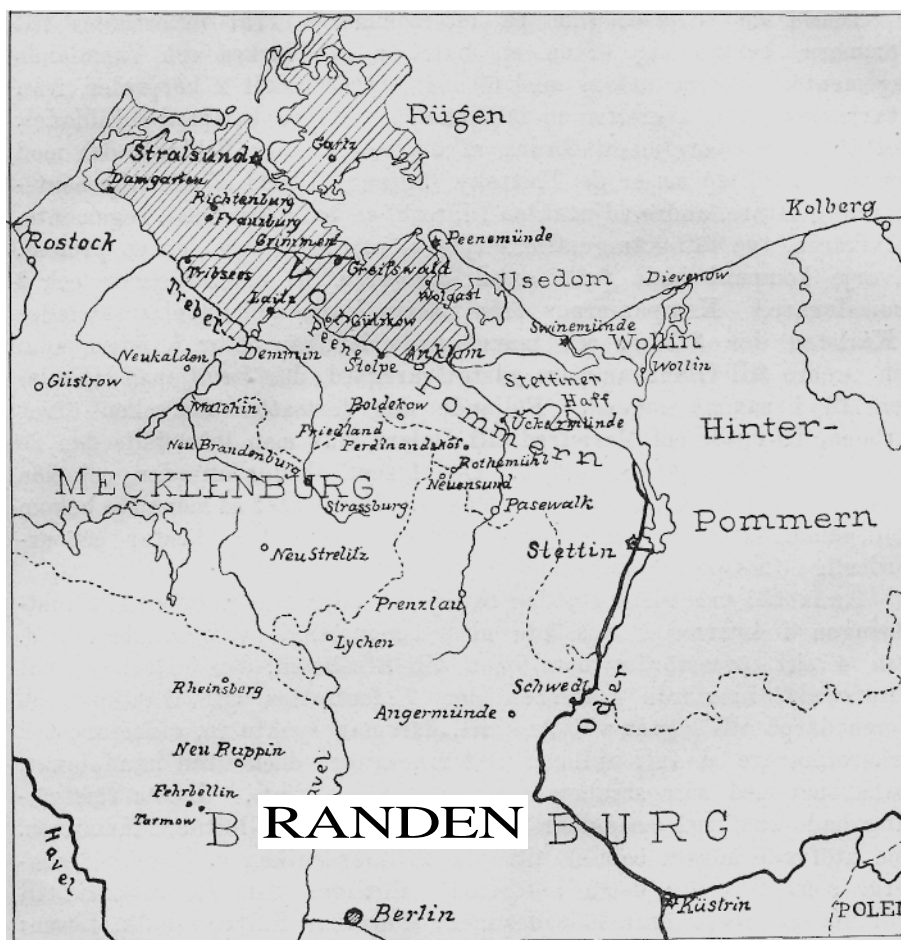 Rügen
Stralsund
Gartz
Damgarten
Richtenburg
Franzburg
Kolberg
Rostock
Grimmen
Peenemünde
Greifswald
Usedom
Tribsees
Wolgast
Dievenow
Trebel
Loitz
Gützkow
Swinemünde
Peene
Wollin
Neukalden
Demmin
Stolpe
Anklam
Wollin
Güstrow
Stettiner
Haff
Malchin
Boldekow
Ückermünde
Vorpommern
Friedland
Hinter-
Neu Brandenburg
Ferdinandshof
Rothemühl
MECKLENBURG
Neuensund
Strassburg
Pasewalk
Pommern
Neu Strelitz
Stettin
Prenzlau
Lychen
Rheinsberg
Schwedt
Oder
Angermünde
Neu Ruppin
Havel
Fehrbellin
Tarmow
BRANDENBURG
Havel
Küstrin
POLEN
Berlin